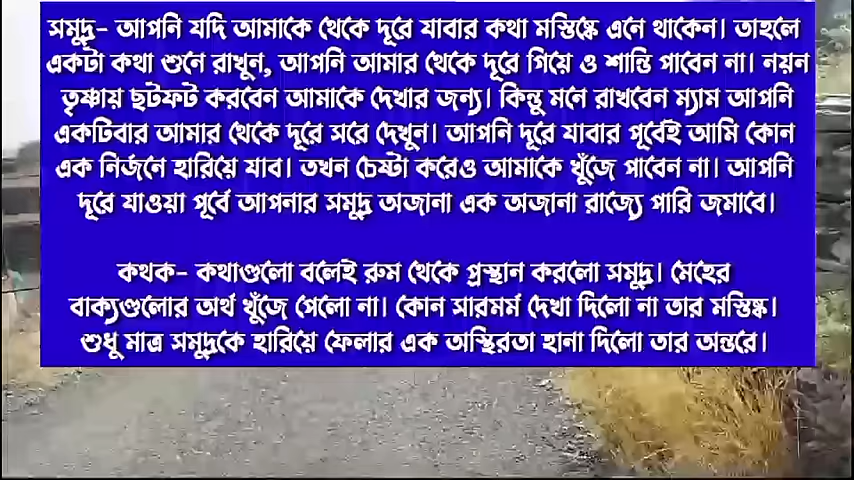 সমুদ্র- আপনি যদি আমাকে থেকে দূরে যাবার কথা মস্তিষ্কে এনে থাকেন। তাহলে
একটা কথা শুনে রাখুন, আপনি আমার থেকে দূরে গিয়ে ও শান্তি পাবেন না। নয়ন
তৃষ্ণায় ছটফট করবেন আমাকে দেখার জন্য। কিন্তু মনে রাখবেন ম্যাম আপনি
একটিবার আমার থেকে দূরে সরে দেখুন। আপনি দূরে যাবার পূর্বেই আমি কোন
এক নির্জনে হারিয়ে যাব। তখন চেষ্টা করেও আমাকে খুঁজে পাবেন না। আপনি
দূরে যাওয়া পূর্বে আপনার সমুদ্র অজানা এক অজানা রাজ্যে পারি জমাবে।
কথক- কথাগুলো বলেই রুম থেকে প্রস্থান করলো সমুদ্র। মেহের
বাক্যগুলোর অর্থ খুঁজে পেলো না। কোন সারমর্ম দেখা দিলো না তার মস্তিষ্ক।
শুধু মাত্র সমুদ্রকে হারিয়ে ফেলার এক অস্থিরতা হানা দিলো তার অন্তরে।